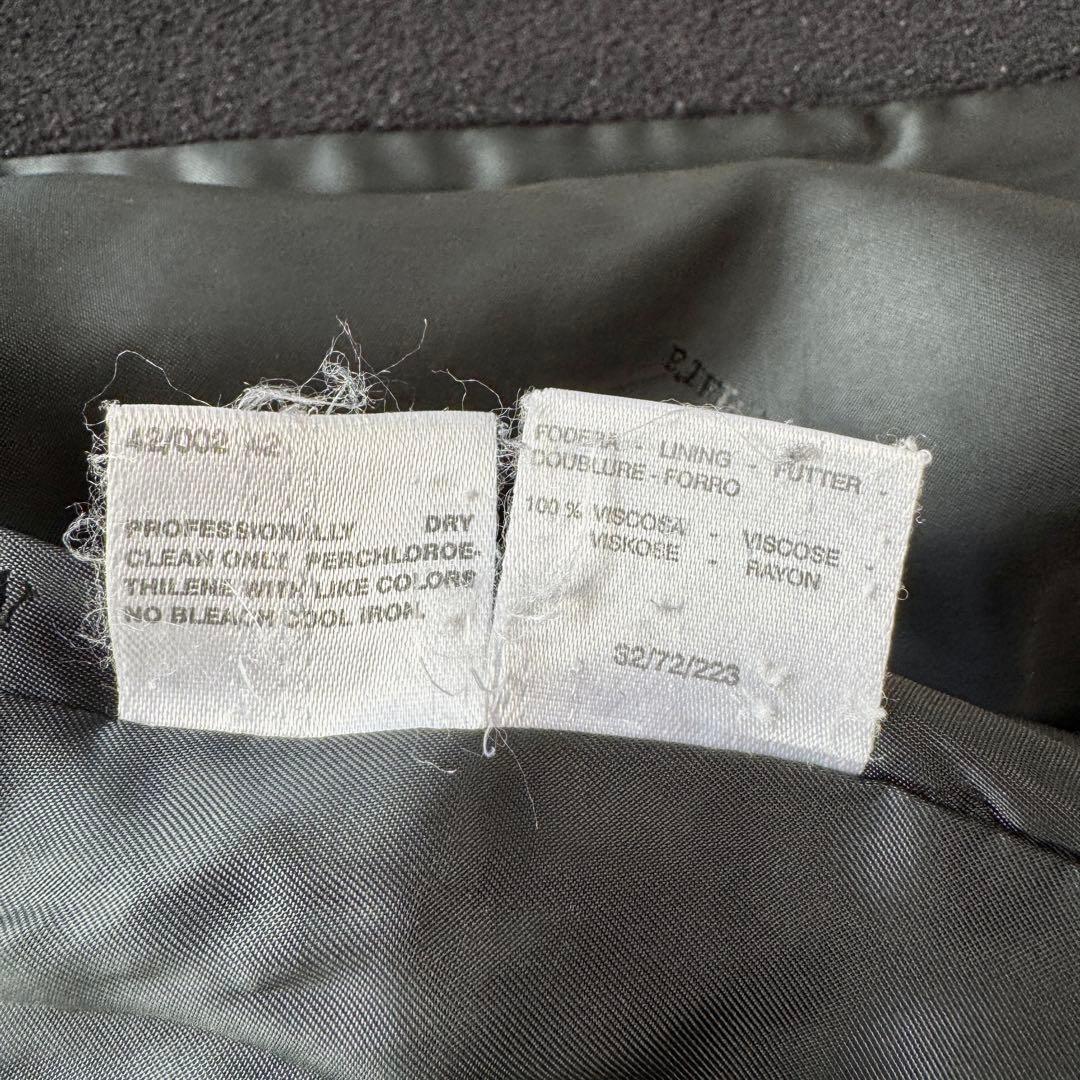 42/002 42
PROFESSIONALLY DRY
CLEAN ONLY. PERCHLOROE-
THILENE WITH LIKE COLORS
NO BLEACH COOL IRON.
FODERA - LINING - FUTTER -
DOUBLURE - FORRO
100 % VISCOSA - VISCOSE -
VISKOSE - RAYON
32/72/223